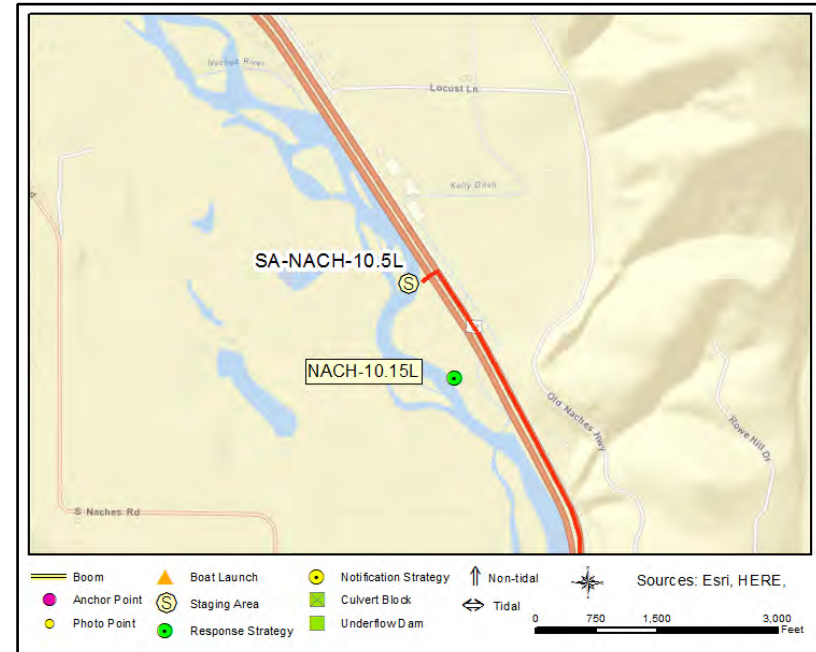 Naches River
Locust Ln
Kelly Ditch
SA-NACH-10.5L
S
NACH-10.15L
Old Naches Hwy
Rowe Hill Dr
S Naches Rd
Boom
Boat Launch
Notification Strategy
Non-tidal
Sources: Esri, HERE,
Anchor Point
S
Staging Area
Culvert Block
Tidal
Photo Point
Response Strategy
Underflow Dam
0 750 1,500 3,000
Feet